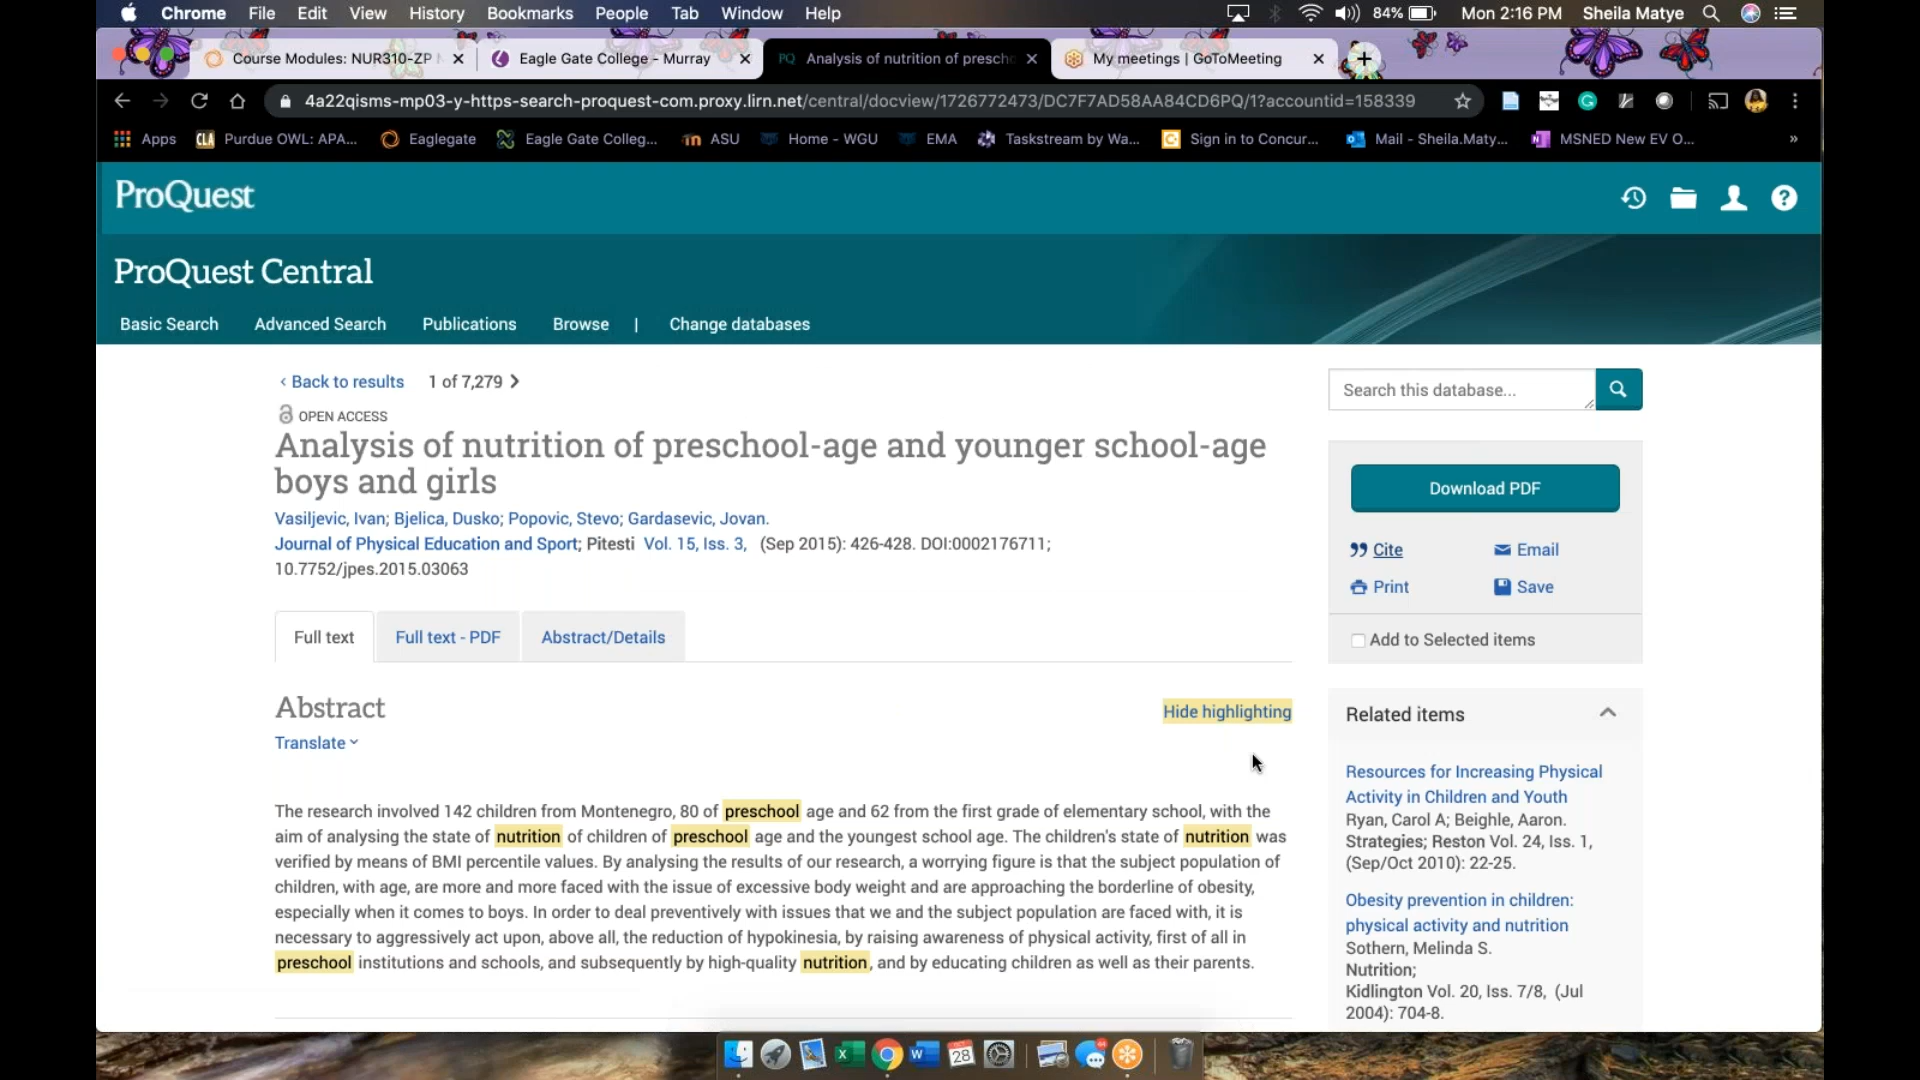 Chrome File Edit View History Bookmarks People Tab Window Help 84% Mon 2:16 PM Sheila Matye
Course Modules: NUR310-ZP
Eagle Gate College - Murray
PQ Analysis of nutrition of prescho
My meetings | GoToMeeting
4a22qisms-mp03-y-https-search-proquest-com.proxy.lirn.net/central/docview/1726772473/DC7F7AD58AA84CD6PQ/1?accountid=158339
Apps CLA Purdue OWL: APA... Eaglegate Eagle Gate Colleg... ASU Home - WGU EMA Taskstream by Wa... Sign in to Concur... Mail - Sheila.Maty... MSNED New EV O... »
ProQuest
ProQuest Central
Basic Search Advanced Search Publications Browse | Change databases
Back to results 1 of 7,279
OPEN ACCESS
Analysis of nutrition of preschool-age and younger school-age
boys and girls
Vasiljevic, Ivan; Bjelica, Dusko; Popovic, Stevo; Gardasevic, Jovan.
Journal of Physical Education and Sport; Pitesti Vol. 15, Iss. 3, (Sep 2015): 426-428. DOI:0002176711;
10.7752/jpes.2015.03063
Full text Full text - PDF Abstract/Details
Abstract
Hide highlighting
Translate
The research involved 142 children from Montenegro, 80 of preschool age and 62 from the first grade of elementary school, with the
aim of analysing the state of nutrition of children of preschool age and the youngest school age. The children's state of nutrition was
verified by means of BMI percentile values. By analysing the results of our research, a worrying figure is that the subject population of
children, with age, are more and more faced with the issue of excessive body weight and are approaching the borderline of obesity,
especially when it comes to boys. In order to deal preventively with issues that we and the subject population are faced with, it is
necessary to aggressively act upon, above all, the reduction of hypokinesia, by raising awareness of physical activity, first of all in
preschool institutions and schools, and subsequently by high-quality nutrition, and by educating children as well as their parents.
Search this database...
Download PDF
Cite Email
Print Save
Add to Selected items
Related items
Resources for Increasing Physical
Activity in Children and Youth
Ryan, Carol A; Beighle, Aaron.
Strategies; Reston Vol. 24, Iss. 1,
(Sep/Oct 2010): 22-25.
Obesity prevention in children:
physical activity and nutrition
Sothern, Melinda S.
Nutrition;
Kidlington Vol. 20, Iss. 7/8, (Jul
2004): 704-8.
28